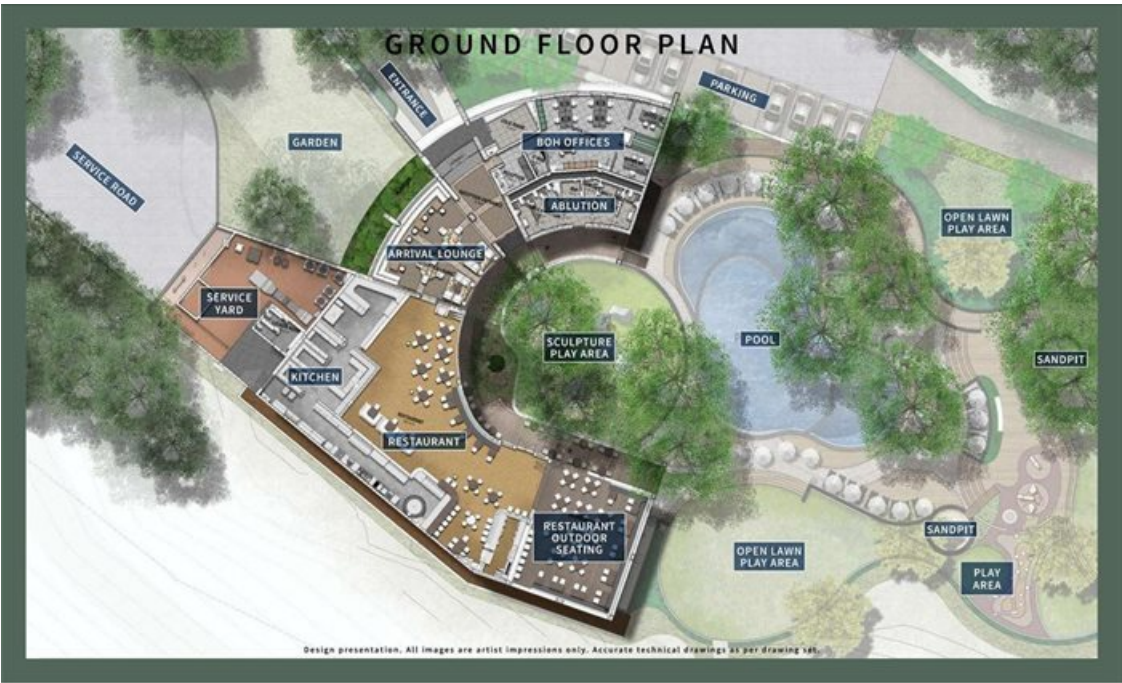 GROUND FLOOR PLAN
ENTRANCE
PARKING
SERVICE ROAD
GARDEN
BOH OFFICES
ABLUTION
OPEN LAWN
PLAY AREA
ARRIVAL LOUNGE
SERVICE
YARD
SCULPTURE
PLAY AREA
POOL
SANDPIT
KITCHEN
RESTAURANT
RESTAURANT
OUTDOOR
SEATING
SANDPIT
OPEN LAWN
PLAY AREA
PLAY
AREA
Design presentation. All images are artist impressions only. Accurate technical drawings as per drawing set.